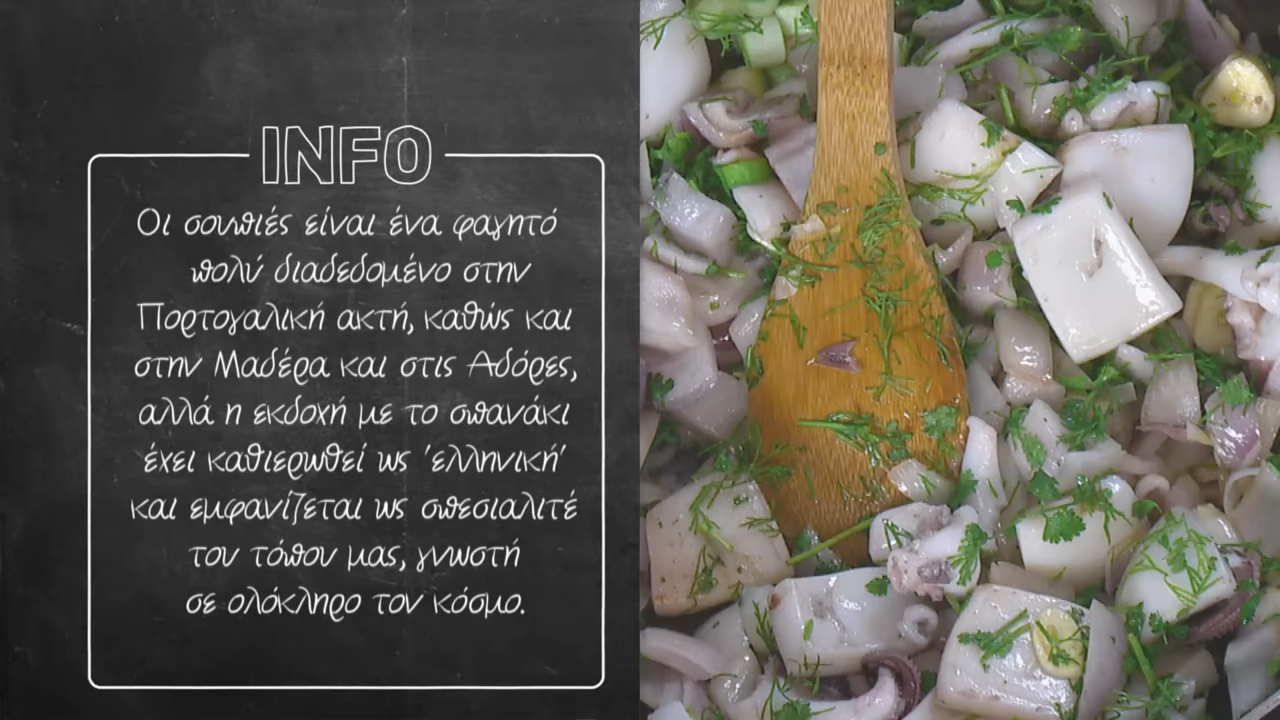 INFO
Οι σουπιές είναι ένα φαγητό
πολύ διαδεδομένο στην
Πορτογαλική ακτή, καθώς και
στην Μαδέρα και στις Αδόρες,
αλλά η εκδοχή με το σπανάκι
έχει καθιερωθεί ως 'ελληνική'
και εμφανίζεται ως σπεσιαλιτέ
του τόπου μας, γνωστή
σε ολόκληρο τον κόσμο.